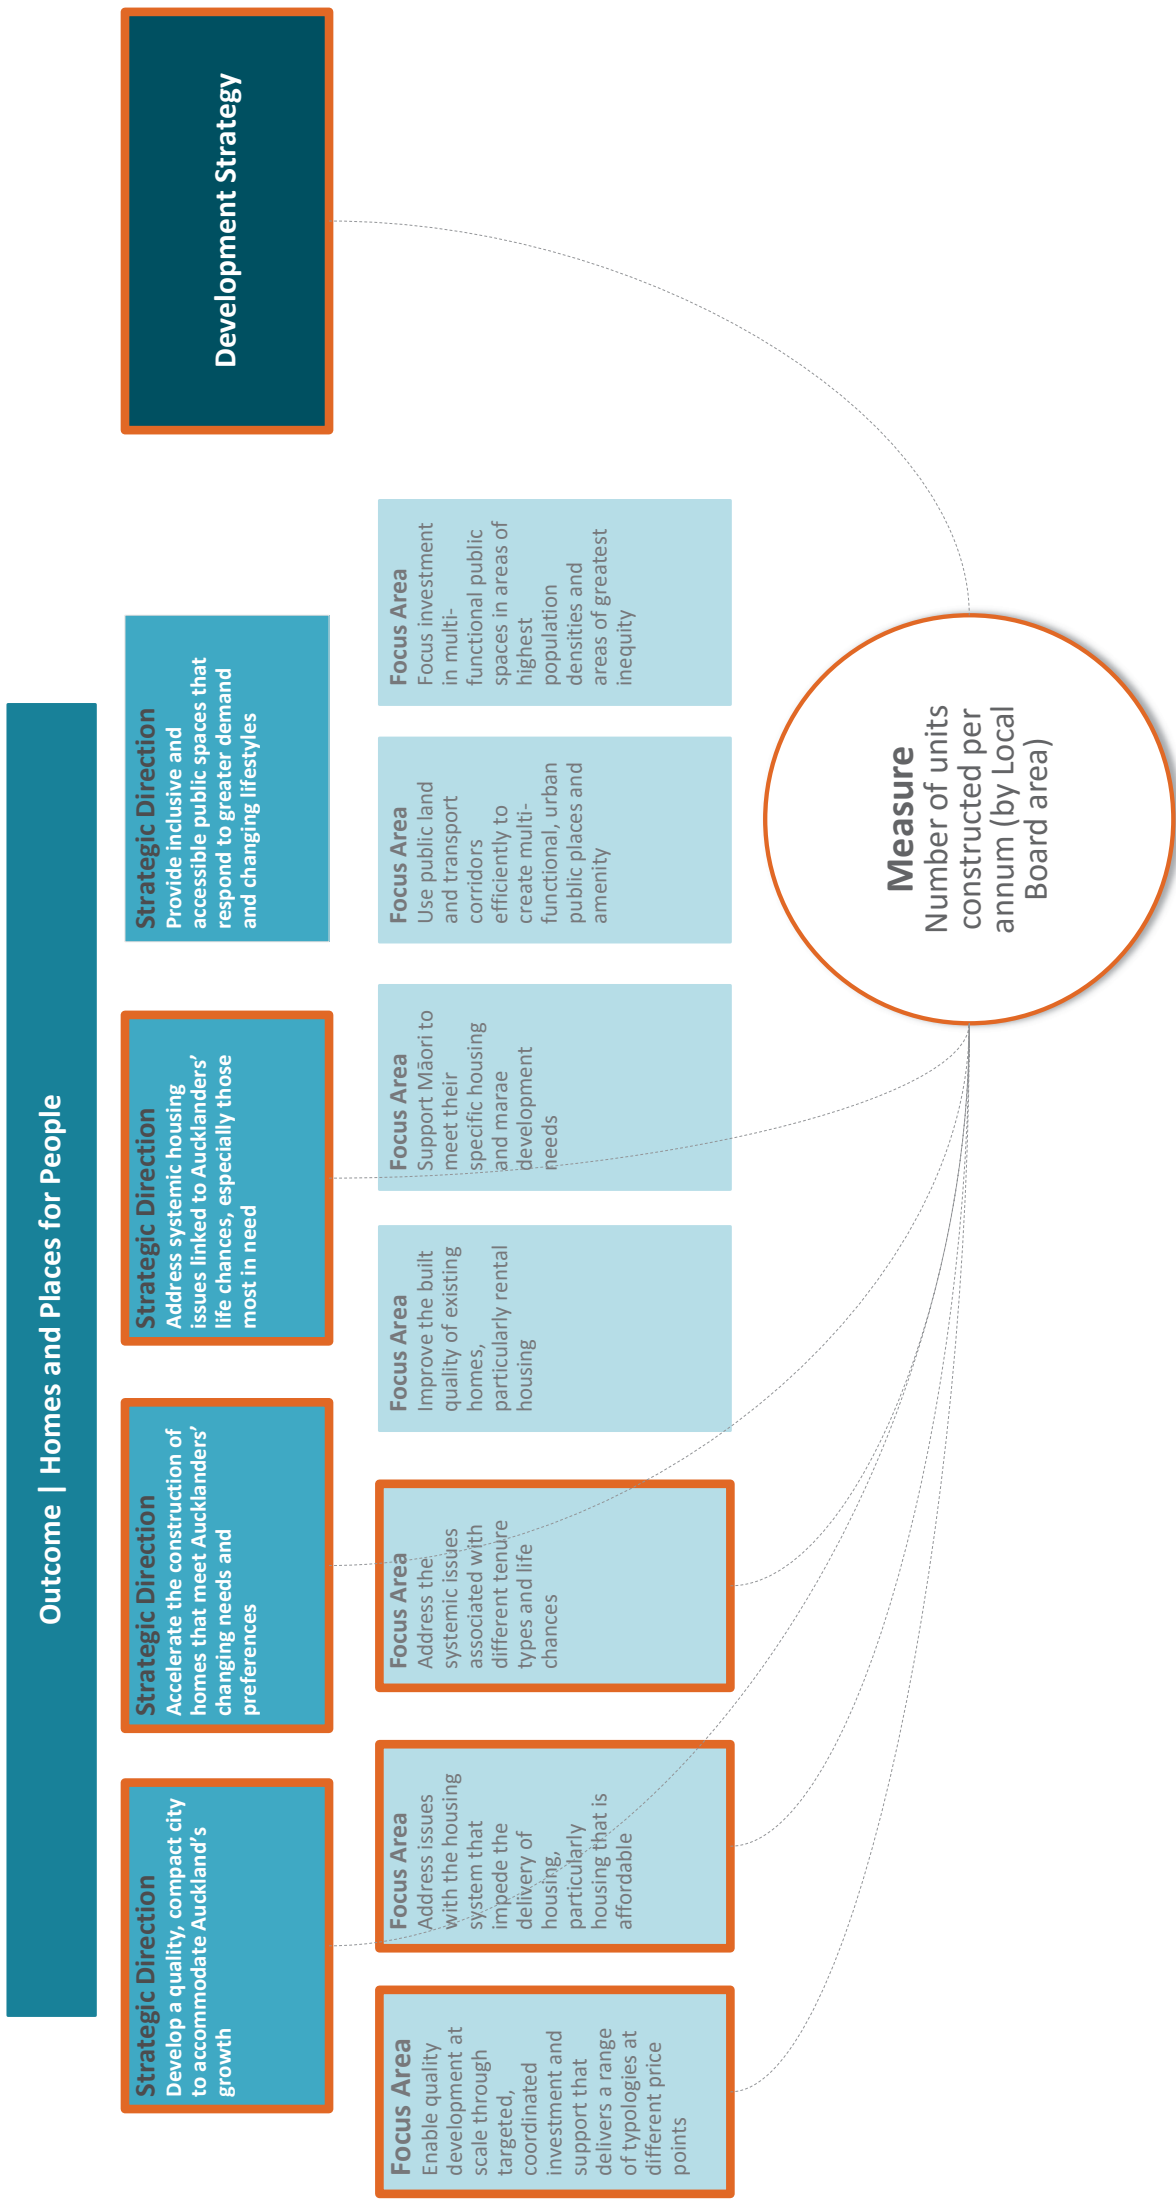 Outcome | Homes and Places for People
Strategic Direction
Develop a quality, compact city
to accommodate Auckland’s
growth
Strategic Direction
Accelerate the construction of
homes that meet Aucklanders’
changing needs and
preferences
Strategic Direction
Address systemic housing
issues linked to Aucklanders’
life chances, especially those
most in need
Strategic Direction
Provide inclusive and
accessible public spaces that
respond to greater demand
and changing lifestyles
Development Strategy
Focus Area
Enable quality
development at
scale through
targeted,
coordinated
investment and
support that
delivers a range
of typologies at
different price
points
Focus Area
Address issues
with the housing
system that
impede the
delivery of
housing,
particularly
housing that is
affordable
Focus Area
Address the
systemic issues
associated with
different tenure
types and life
chances
Focus Area
Improve the built
quality of existing
homes,
particularly rental
housing
Focus Area
Support Māori to
meet their
specific housing
and marae
development
needs
Focus Area
Use public land
and transport
corridors
efficiently to
create multi-
functional, urban
public places and
amenity
Focus Area
Focus investment
in multi-
functional public
spaces in areas of
highest
population
densities and
areas of greatest
inequity
Measure
Number of units
constructed per
annum (by Local
Board area)